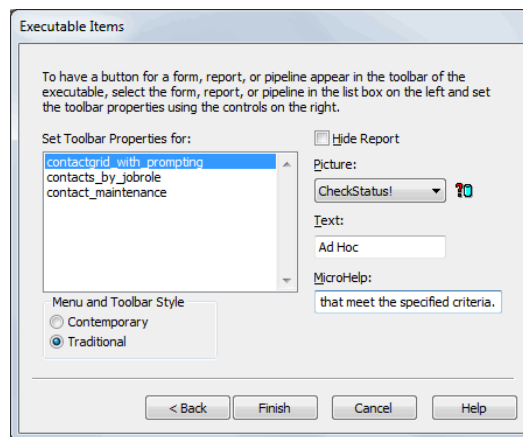 Executable Items
To have a button for a form, report, or pipeline appear in the toolbar of the
executable, select the form, report, or pipeline in the list box on the left and set
the toolbar properties using the controls on the right.
Set Toolbar Properties for:
contactgrid_with_prompting
contacts_by_jobrole
contact_maintenance
Menu and Toolbar Style
Contemporary
Traditional
Hide Report
Picture:
CheckStatus!
Text:
Ad Hoc
MicroHelp:
that meet the specified criteria.
< Back
Finish
Cancel
Help